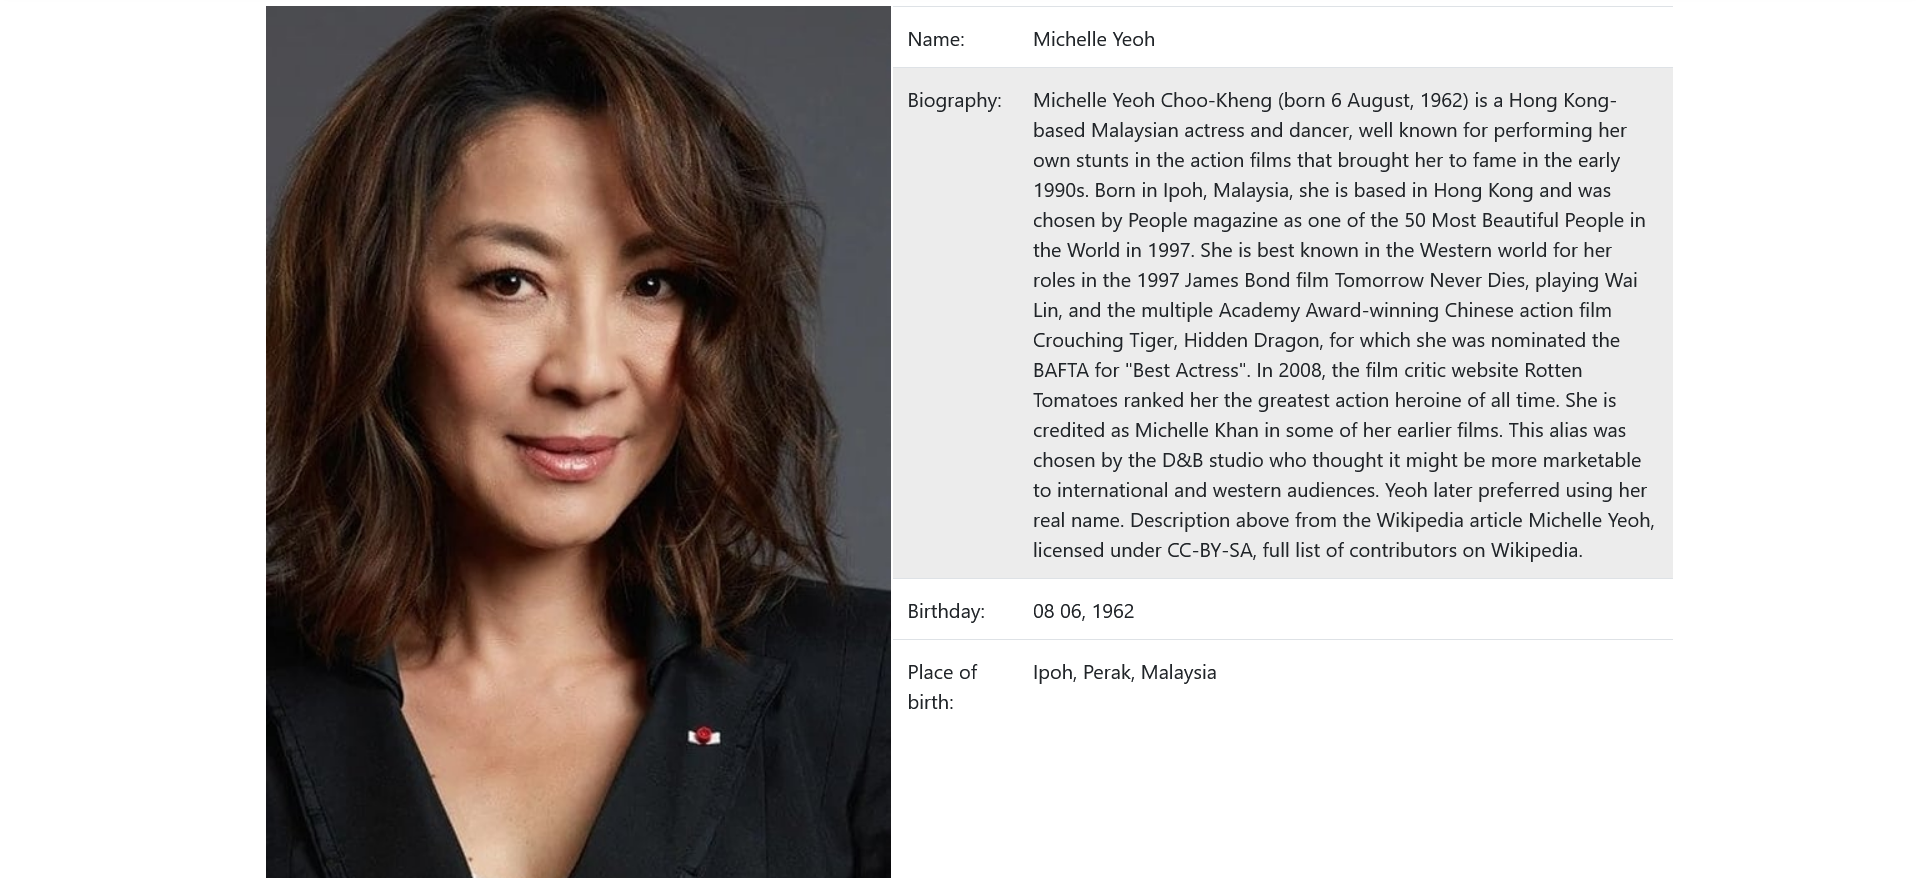 Name: Michelle Yeoh
Biography: Michelle Yeoh Choo-Kheng (born 6 August, 1962) is a Hong Kong-
based Malaysian actress and dancer, well known for performing her
own stunts in the action films that brought her to fame in the early
1990s. Born in Ipoh, Malaysia, she is based in Hong Kong and was
chosen by People magazine as one of the 50 Most Beautiful People in
the World in 1997. She is best known in the Western world for her
roles in the 1997 James Bond film Tomorrow Never Dies, playing Wai
Lin, and the multiple Academy Award-winning Chinese action film
Crouching Tiger, Hidden Dragon, for which she was nominated the
BAFTA for "Best Actress". In 2008, the film critic website Rotten
Tomatoes ranked her the greatest action heroine of all time. She is
credited as Michelle Khan in some of her earlier films. This alias was
chosen by the D&B studio who thought it might be more marketable
to international and western audiences. Yeoh later preferred using her
real name. Description above from the Wikipedia article Michelle Yeoh,
licensed under CC-BY-SA, full list of contributors on Wikipedia.
Birthday: 08 06, 1962
Place of Ipoh, Perak, Malaysia
birth: